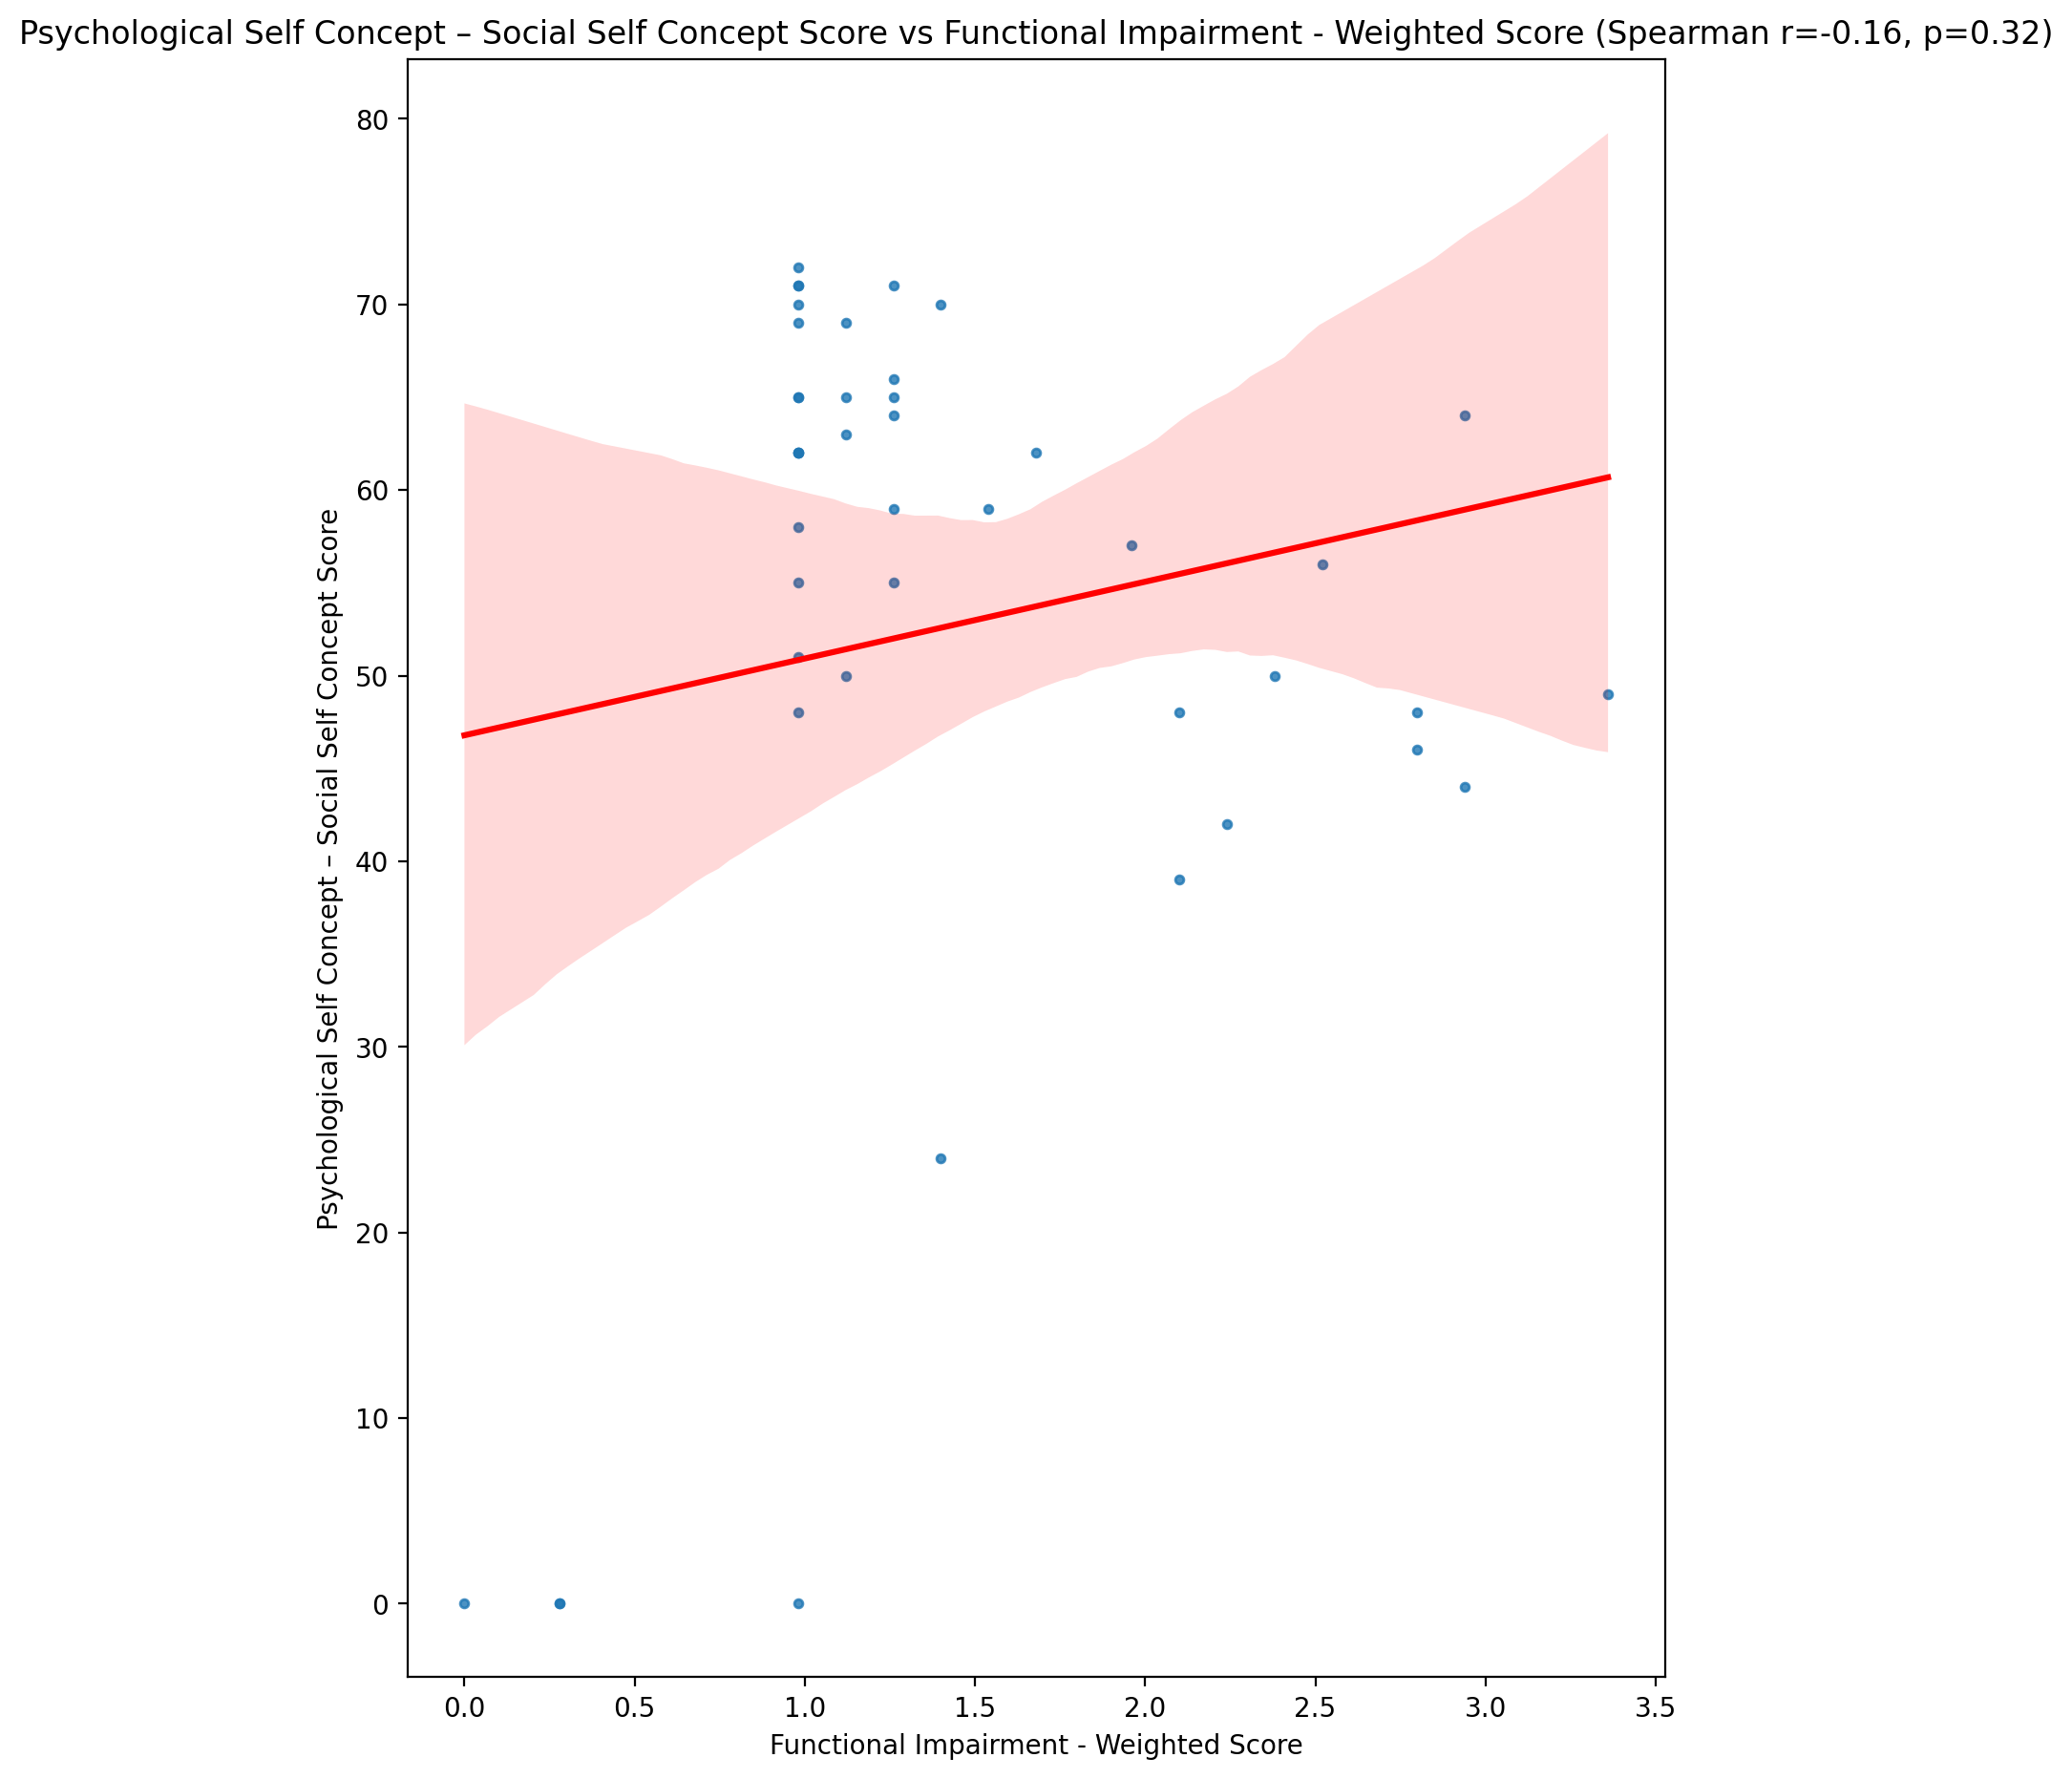 Psychological Self Concept – Social Self Concept Score vs Functional Impairment - Weighted Score (Spearman r=-0.16, p=0.32)
Psychological Self Concept – Social Self Concept Score
80
70
60
50
40
30
20
10
0
0.0 0.5 1.0 1.5 2.0 2.5 3.0 3.5
Functional Impairment - Weighted Score